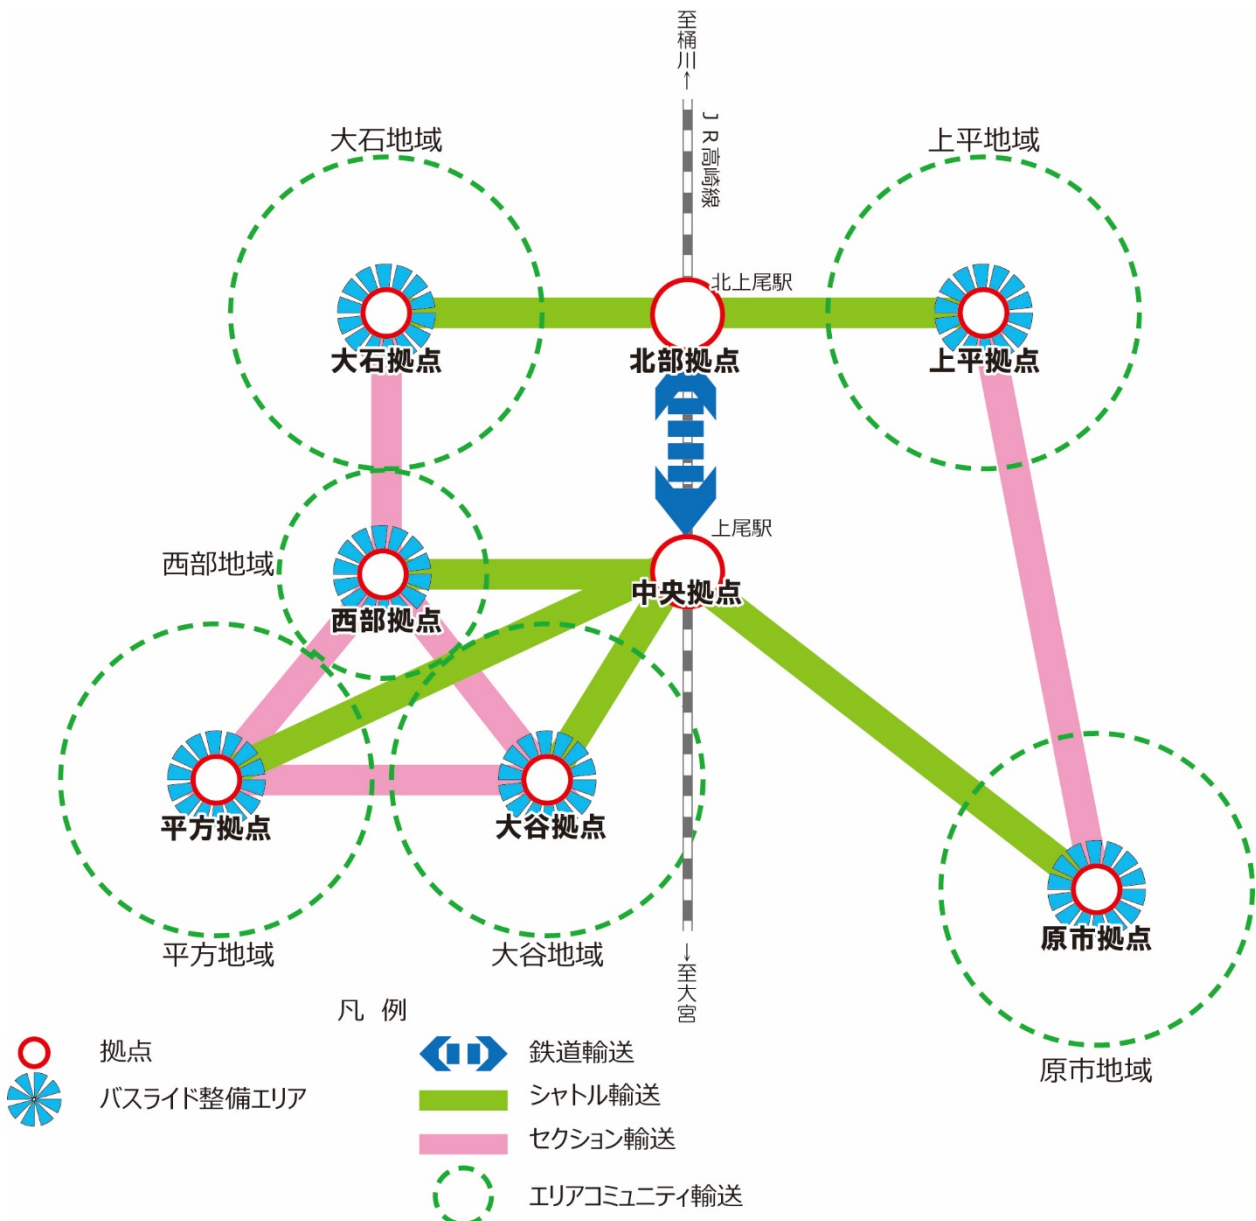 至桶川→
JR高崎線
大石地域
上平地域
北上尾駅
大石拠点
北部拠点
上平拠点
上尾駅
西部地域
中央拠点
西部拠点
平方拠点
大谷拠点
原市拠点
平方地域
大谷地域
→至大宮
原市地域
凡 例
拠点
鉄道輸送
バスライド整備エリア
シャトル輸送
セクション輸送
エリアコミュニティ輸送